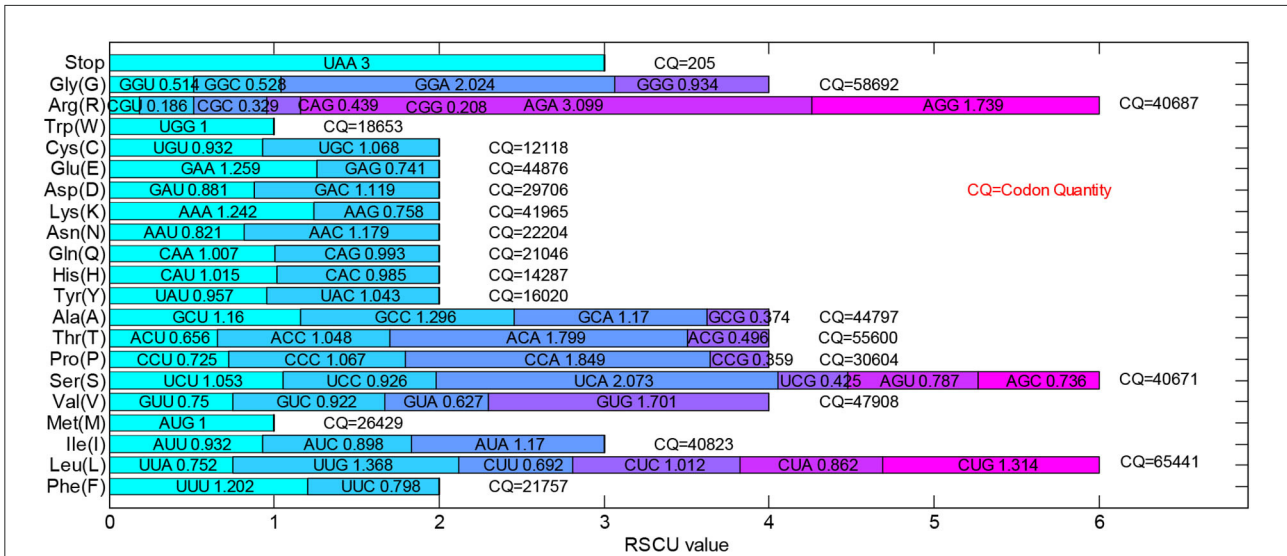 Stop UAA 3 CQ=205
Gly(G) GGU 0.514 GGC 0.528 GGA 2.024 GGG 0.934 CQ=58692
Arg(R) CGU 0.186 CGC 0.329 CAG 0.439 CGG 0.208 AGA 3.099 AGG 1.739 CQ=40687
Trp(W) UGG 1 CQ=18653
Cys(C) UGU 0.932 UGC 1.068 CQ=12118
Glu(E) GAA 1.259 GAG 0.741 CQ=44876
Asp(D) GAU 0.881 GAC 1.119 CQ=29706 CQ=Codon Quantity
Lys(K) AAA 1.242 AAG 0.758 CQ=41965
Asn(N) AAU 0.821 AAC 1.179 CQ=22204
Gln(Q) CAA 1.007 CAG 0.993 CQ=21046
His(H) CAU 1.015 CAC 0.985 CQ=14287
Tyr(Y) UAU 0.957 UAC 1.043 CQ=16020
Ala(A) GCU 1.16 GCC 1.296 GCA 1.17 GCG 0.374 CQ=44797
Thr(T) ACU 0.656 ACC 1.048 ACA 1.799 ACG 0.496 CQ=55600
Pro(P) CCU 0.725 CCC 1.067 CCA 1.849 CCG 0.359 CQ=30604
Ser(S) UCU 1.053 UCC 0.926 UCA 2.073 UCG 0.425 AGU 0.787 AGC 0.736 CQ=40671
Val(V) GUU 0.75 GUC 0.922 GUA 0.627 GUG 1.701 CQ=47908
Met(M) AUG 1 CQ=26429
Ile(I) AUU 0.932 AUC 0.898 AUA 1.17 CQ=40823
Leu(L) UUA 0.752 UUG 1.368 CUU 0.692 CUC 1.012 CUA 0.862 CUG 1.314 CQ=65441
Phe(F) UUU 1.202 UUC 0.798 CQ=21757
0 1 2 3 4 5 6
RSCU value